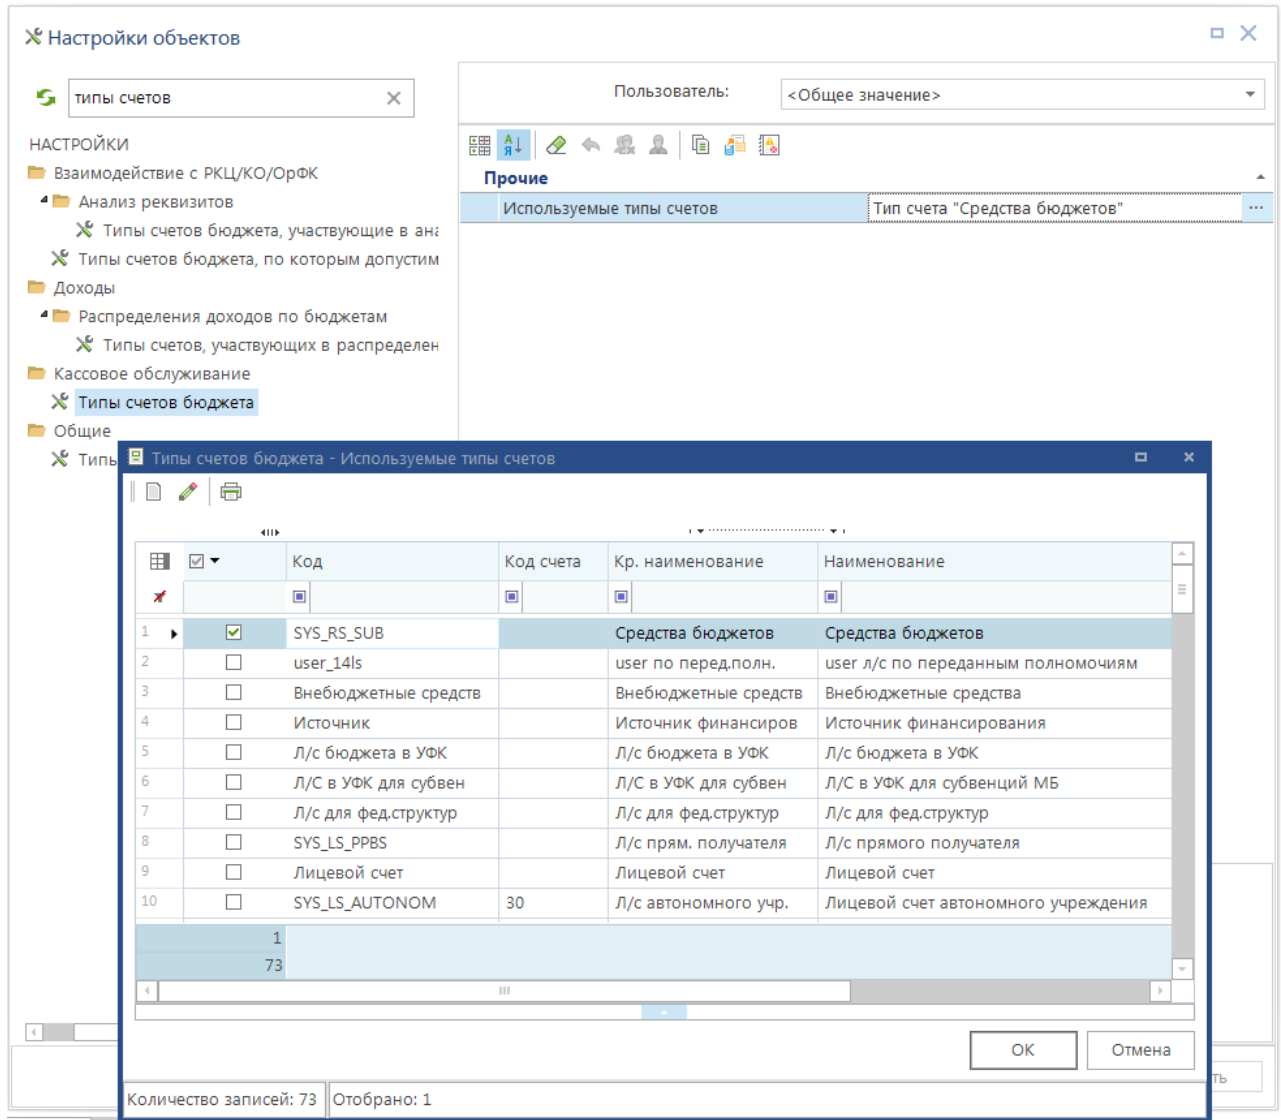 Настройки объектов
типы счетов
Пользователь:
<Общее значение>
НАСТРОЙКИ
Взаимодействие с РКЦ/КО/ОрФК
Анализ реквизитов
Типы счетов бюджета, участвующие в ана
Типы счетов бюджета, по которым допустим
Доходы
Распределения доходов по бюджетам
Типы счетов, участвующих в распределен
Кассовое обслуживание
Типы счетов бюджета
Общие
Типь
Прочие
Используемые типы счетов Тип счета "Средства бюджетов" ...
Типы счетов бюджета - Используемые типы счетов
Код Код счета Кр. наименование Наименование
1 SYS_RS_SUB Средства бюджетов Средства бюджетов
2 user_14ls user по перед.полн. user л/с по переданным полномочиям
3 Внебюджетные средств Внебюджетные средств Внебюджетные средства
4 Источник Источник финансиров Источник финансирования
5 Л/с бюджета в УФК Л/с бюджета в УФК Л/с бюджета в УФК
6 Л/С в УФК для субвен Л/С в УФК для субвен Л/С в УФК для субвенций МБ
7 Л/с для фед.структур Л/с для фед.структур Л/с для фед.структур
8 SYS_LS_PPBS Л/с прям. получателя Л/с прямого получателя
9 Лицевой счет Лицевой счет Лицевой счет
10 SYS_LS_AUTONOM 30 Л/с автономного учр. Лицевой счет автономного учреждения
1
73
OK Отмена
ть
Количество записей: 73 Отобрано: 1